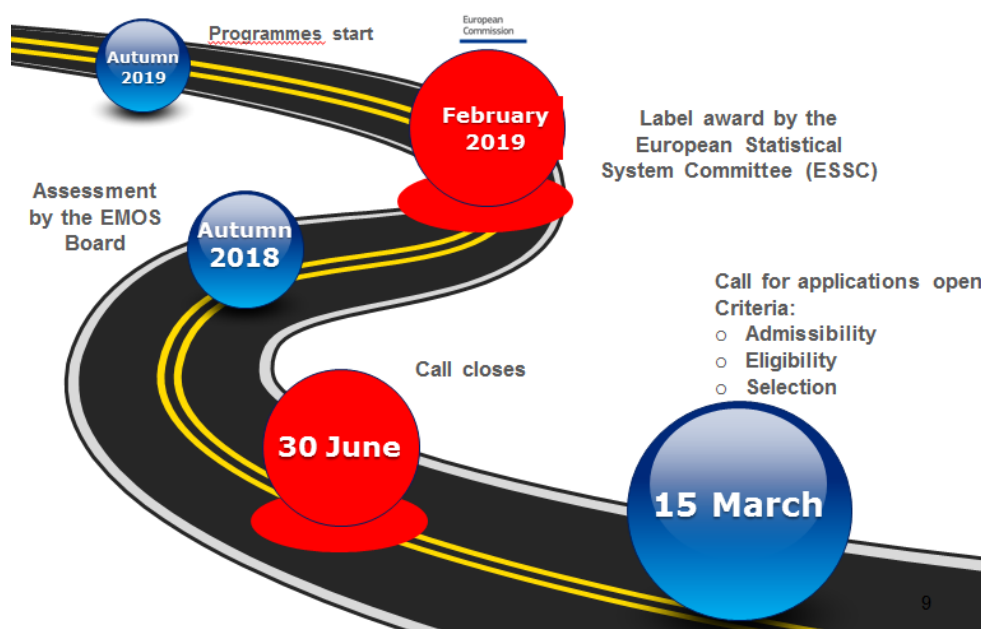 European
Commission
Programmes start
Autumn
2019
February
2019
Label award by the
European Statistical
System Committee (ESSC)
Assessment
by the EMOS
Board
Autumn
2018
Call for applications open
Criteria:
o Admissibility
o Eligibility
o Selection
Call closes
30 June
15 March
9